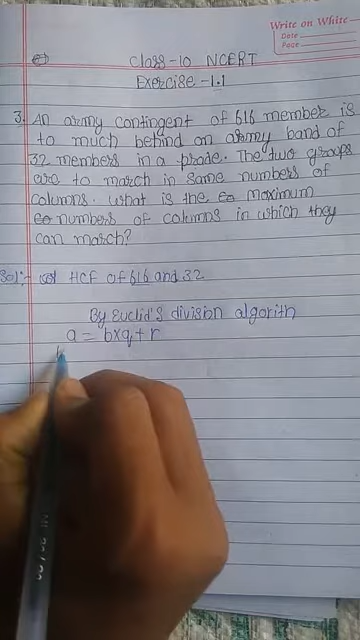 Write on White
Date
Page
Class-10 NCERT
Exercise-1.1
3. An army contingent of 616 member is
to much behind an army band of
32 members in a prade. The two groups
are to march in same numbers of
columns. what is the maximum
numbers of columns in which they
can march?
Sol:- HCF of 616 and 32
By Euclid's division algorith
a = b×q+r